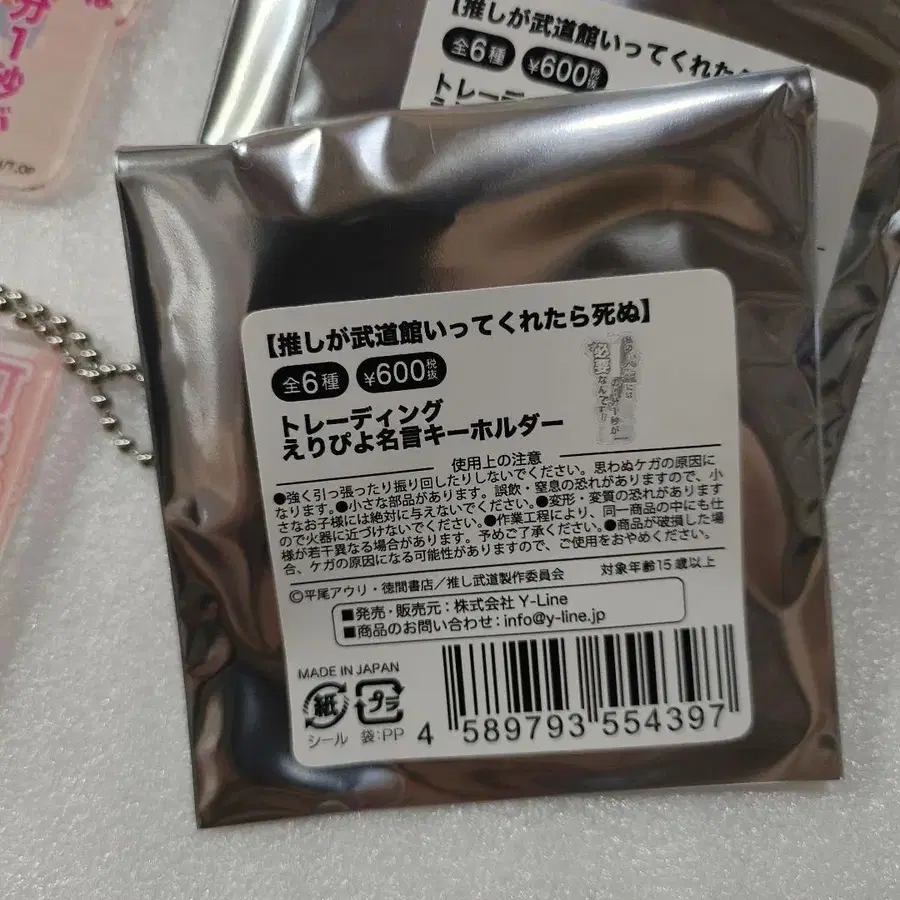 分1秒が
【推しが武道館いってくれたら
全6種 ¥600税抜
トレーディング
【推しが武道館いってくれたら死ぬ】
全6種 ¥600税抜
必要なんです!!
トレーディング
えりぴよ名言キーホルダー
使用上の注意
●強く引っ張ったり振り回したりしないでください。思わぬケガの原因に
なります。●小さな部品があります。誤飲・窒息の恐れがありますので、小
さなお子様には絶対に与えないでください。●変形・変質の恐れがあります
ので火器に近づけないでください。●作業工程により、同一商品の中にも仕
様が若干異なる場合があります。予めご了承ください。●商品が破損した場
合、ケガの原因になる可能性がありますので、ご使用をおやめください。
©平尾アウリ・徳間書店/推し武道製作委員会 対象年齢15歳以上
■発売・販売元:株式会社 Y-Line
■商品のお問い合わせ:info@y-line.jp
MADE IN JAPAN
紙 プラ
シール 袋:PP
4 589793 554397